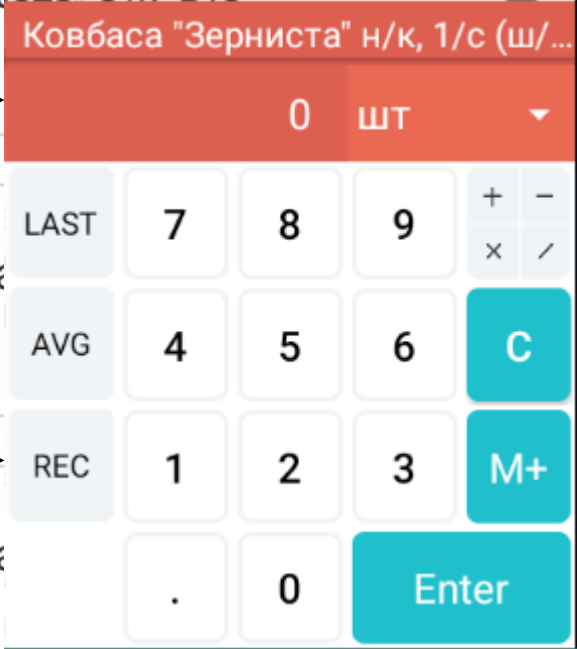 Ковбаса "Зерниста" н/к, 1/с (ш/...
0 шт
LAST 7 8 9 + −
× ∕
AVG 4 5 6 C
REC 1 2 3 M+
. 0 Enter